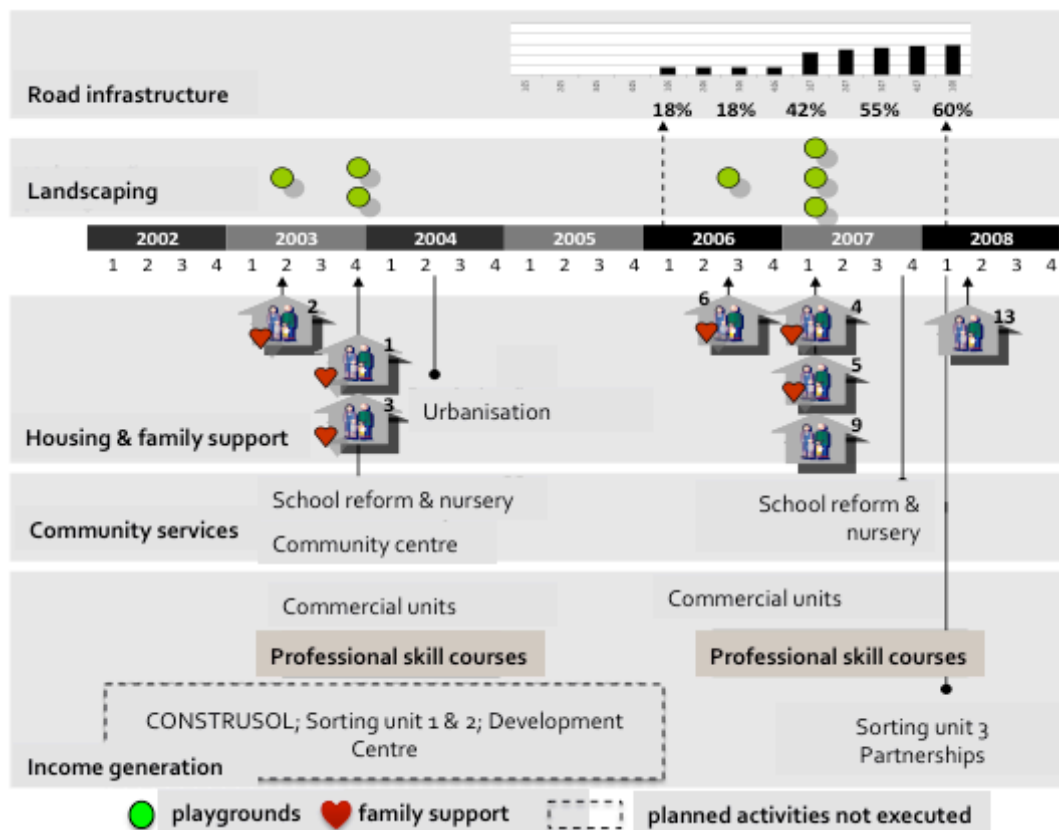 Road infrastructure
18% 18% 42% 55% 60%
Landscaping
2002 2003 2004 2005 2006 2007 2008
1 2 3 4 1 2 3 4 1 2 3 4 1 2 3 4 1 2 3 4 1 2 3 4 1 2 3 4
2
6
4
13
1
5
3
Urbanisation
9
Housing & family support
School reform & nursery
School reform &
nursery
Community services
Community centre
Commercial units
Commercial units
Professional skill courses
Professional skill courses
CONSTRUSOL; Sorting unit 1 & 2; Development
Centre
Sorting unit 3
Partnerships
Income generation
playgrounds
family support
planned activities not executed